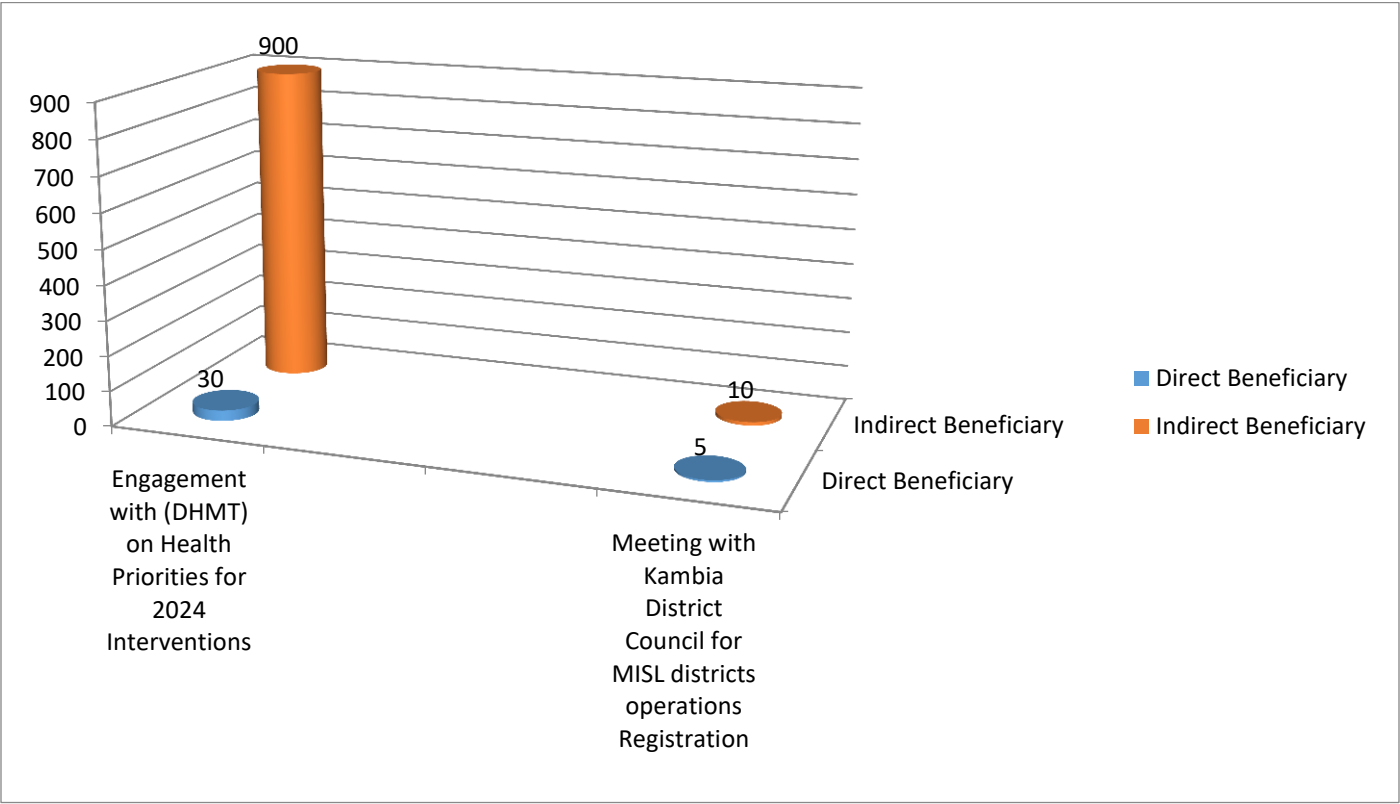 900
900
800
700
600
500
400
300
200
100
0
30
10
5
Indirect Beneficiary
Direct Beneficiary
Engagement
with (DHMT)
on Health
Priorities for
2024
Interventions
Meeting with
Kambia
District
Council for
MISL districts
operations
Registration
Direct Beneficiary
Indirect Beneficiary